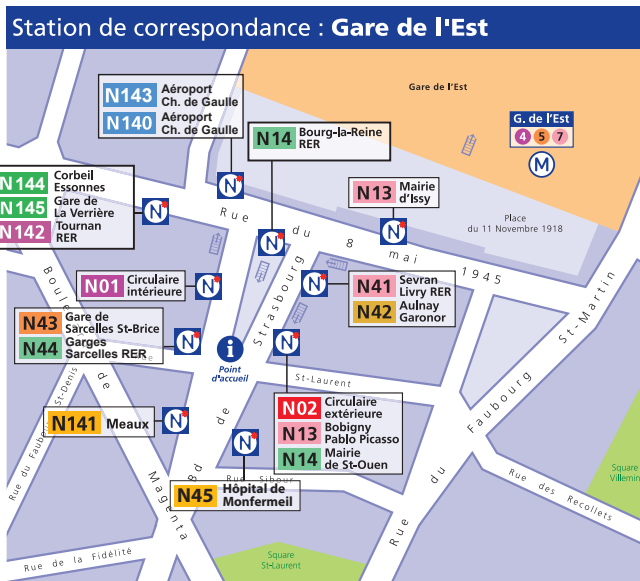 Station de correspondance : Gare de l'Est
N143 Aéroport
Ch. de Gaulle
N140 Aéroport
Ch. de Gaulle
N14 Bourg-la-Reine
RER
Gare de l'Est
G. de l'Est
4 5 7
M
N144 Corbeil
Essonnes
N145 Gare de
La Verrière
N142 Tournan
RER
N
N
N
N13 Mairie
d'Issy
N
Place
du 11 Novembre 1918
Rue du 8 mai 1945
N01 Circulaire
intérieure
N
N
N41 Sevran
Livry RER
N42 Aulnay
Garonor
N43 Gare de
Sarcelles St-Brice
N44 Garges
Sarcelles RER
N
i
Point
d'accueil
N
St-Laurent
N02 Circulaire
extérieure
N13 Bobigny
Pablo Picasso
N14 Mairie
de St-Ouen
N141 Meaux
N
N
N45 Hôpital de
Monfermeil
Bd de Strasbourg
Rue du Faubourg St-Martin
Rue du Faubourg St-Denis
de Magenta
Rue des Recollets
Rue de la Fidélité
Square
St-Laurent
Square
Villemin